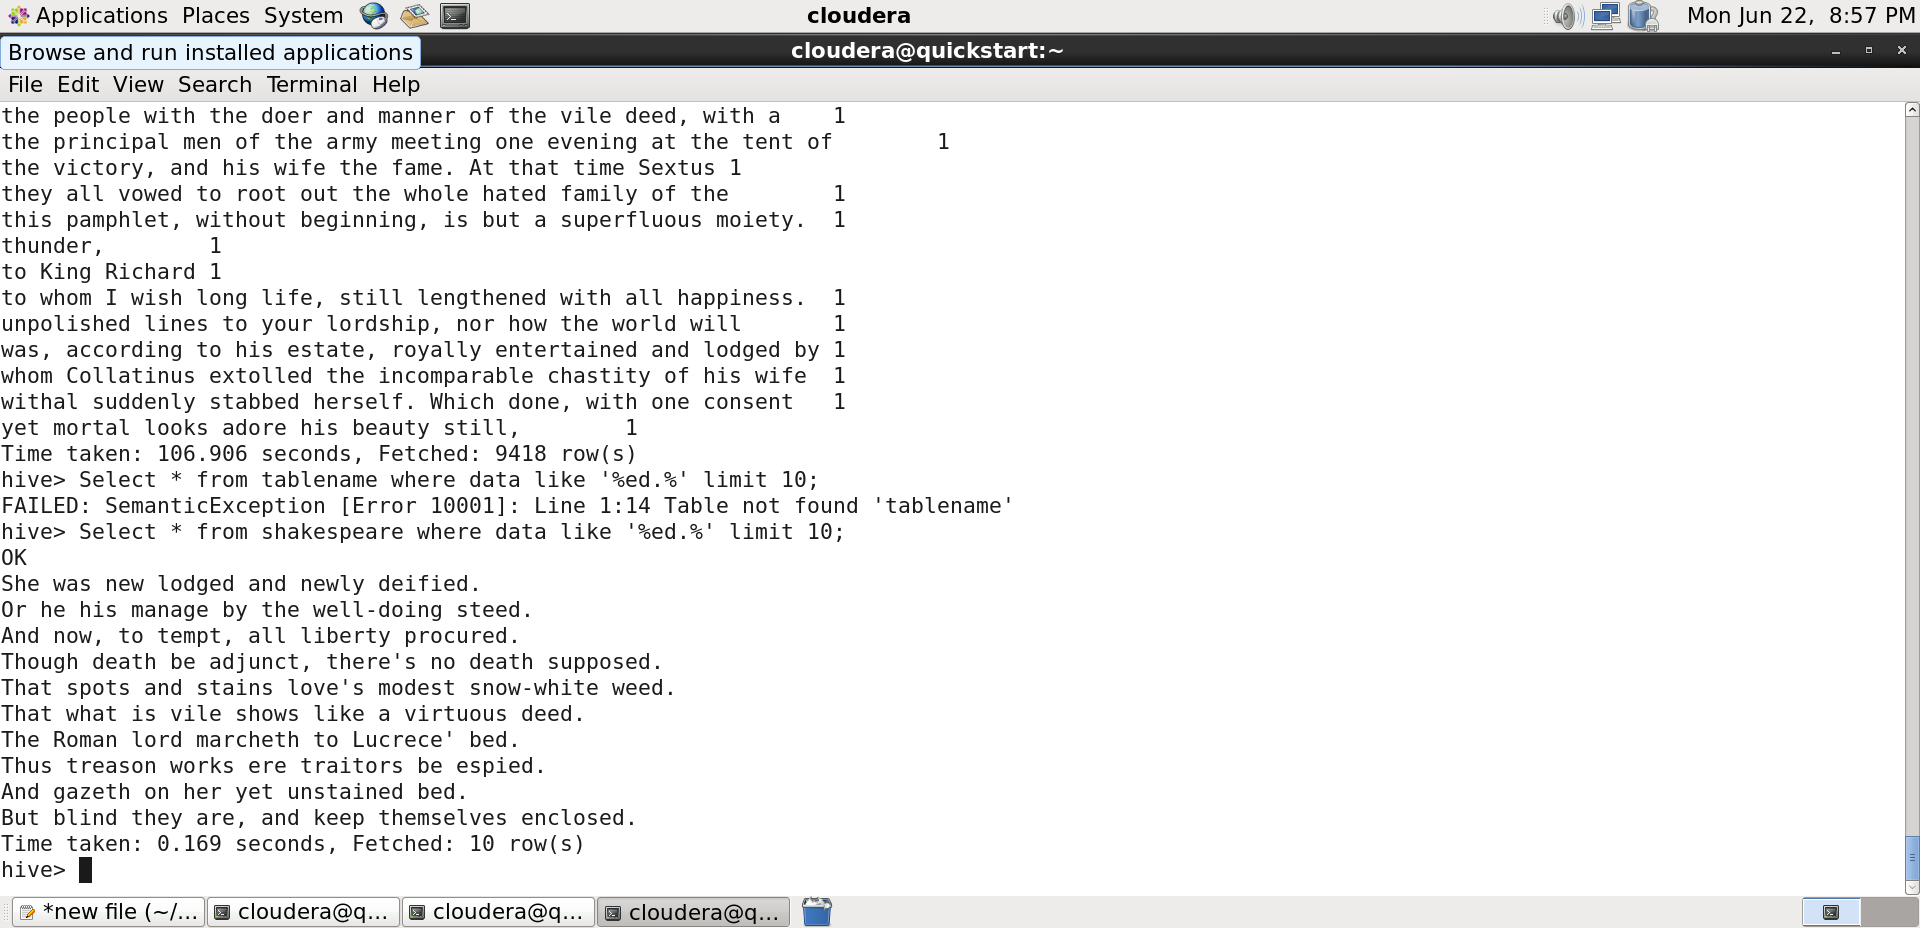 Applications Places System cloudera Mon Jun 22, 8:57 PM
Browse and run installed applications cloudera@quickstart:~
File Edit View Search Terminal Help
the people with the doer and manner of the vile deed, with a 1
the principal men of the army meeting one evening at the tent of 1
the victory, and his wife the fame. At that time Sextus 1
they all vowed to root out the whole hated family of the 1
this pamphlet, without beginning, is but a superfluous moiety. 1
thunder, 1
to King Richard 1
to whom I wish long life, still lengthened with all happiness. 1
unpolished lines to your lordship, nor how the world will 1
was, according to his estate, royally entertained and lodged by 1
whom Collatinus extolled the incomparable chastity of his wife 1
withal suddenly stabbed herself. Which done, with one consent 1
yet mortal looks adore his beauty still, 1
Time taken: 106.906 seconds, Fetched: 9418 row(s)
hive> Select * from tablename where data like '%ed.%' limit 10;
FAILED: SemanticException [Error 10001]: Line 1:14 Table not found 'tablename'
hive> Select * from shakespeare where data like '%ed.%' limit 10;
OK
She was new lodged and newly deified.
Or he his manage by the well-doing steed.
And now, to tempt, all liberty procured.
Though death be adjunct, there's no death supposed.
That spots and stains love's modest snow-white weed.
That what is vile shows like a virtuous deed.
The Roman lord marcheth to Lucrece' bed.
Thus treason works ere traitors be espied.
And gazeth on her yet unstained bed.
But blind they are, and keep themselves enclosed.
Time taken: 0.169 seconds, Fetched: 10 row(s)
hive>
*new file (~/... cloudera@q... cloudera@q... cloudera@q...